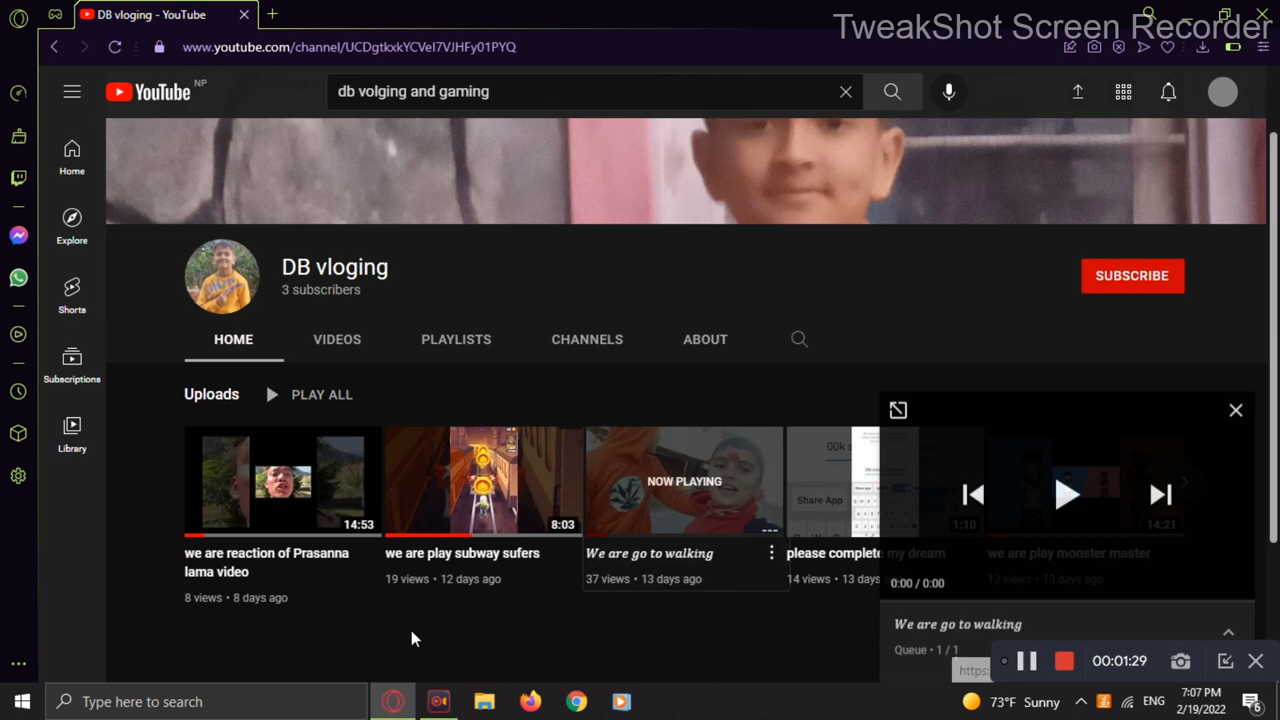 DB vloging - YouTube
TweakShot Screen Recorder
www.youtube.com/channel/UCDgtkxkYCVeI7VJHFy01PYQ
YouTube NP
db volging and gaming
Home
Explore
Shorts
Subscriptions
Library
DB vloging
3 subscribers
SUBSCRIBE
HOME VIDEOS PLAYLISTS CHANNELS ABOUT
Uploads PLAY ALL
14:53
8:03
NOW PLAYING
00k s
Share App
1:10
14:21
we are reaction of Prasanna
lama video
8 views • 8 days ago
we are play subway sufers
19 views • 12 days ago
We are go to walking
37 views • 13 days ago
please complete my dream
14 views • 13 days ago
we are play monster master
13 views • 13 days ago
0:00 / 0:00
We are go to walking
Queue • 1 / 1
https:
00:01:29
Type here to search
73°F Sunny
ENG
7:07 PM
2/19/2022
6